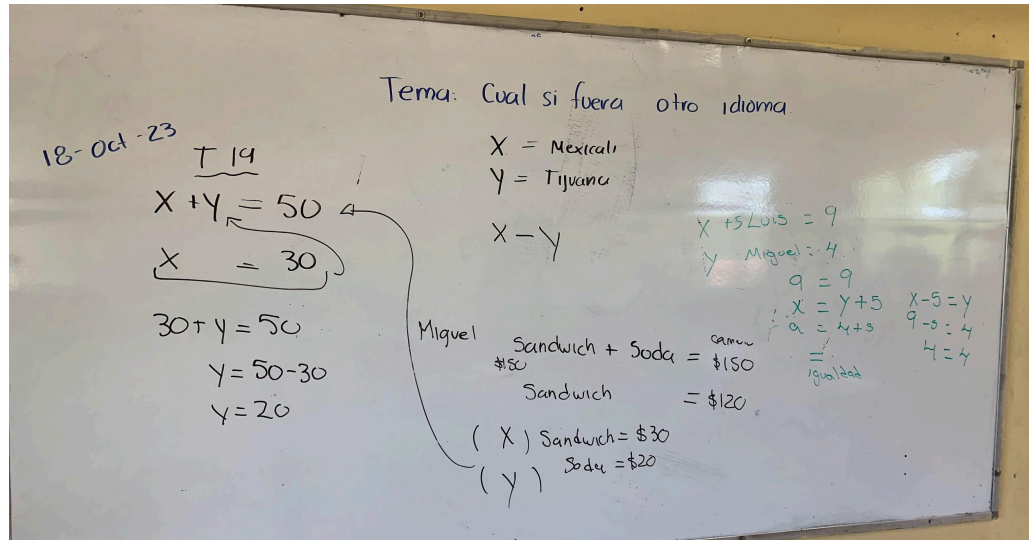 Tema: Cual si fuera otro idioma
18-Oct-23
T 19
X + Y = 50
X = 30
30 + y = 50
y = 50-30
y = 20
X = Mexicali
Y = Tijuana
X - Y
Miguel
Sandwich + Soda = $150
$150
Sandwich = $120
( X ) Sandwich = $30
( Y ) Soda = $20
X +5 Luis = 9
y Miguel = 4
9 = 9
X = Y+5
9 = 4+5
=
igualdad
X-5 = y
9-5 = 4
4 = 4